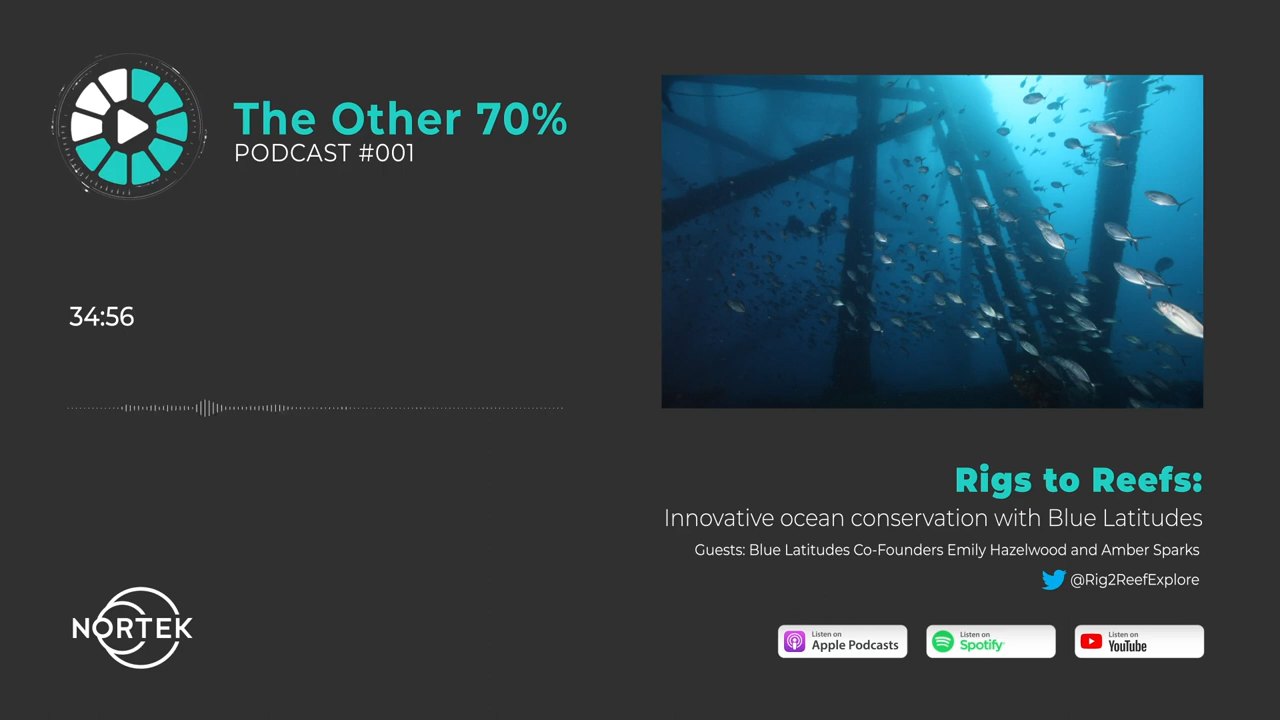 The Other 70%
PODCAST #001
34:56
Rigs to Reefs:
Innovative ocean conservation with Blue Latitudes
Guests: Blue Latitudes Co-Founders Emily Hazelwood and Amber Sparks
@Rig2ReefExplore
NORTEK
Listen on
Apple Podcasts
Listen on
Spotify
Listen on
YouTube